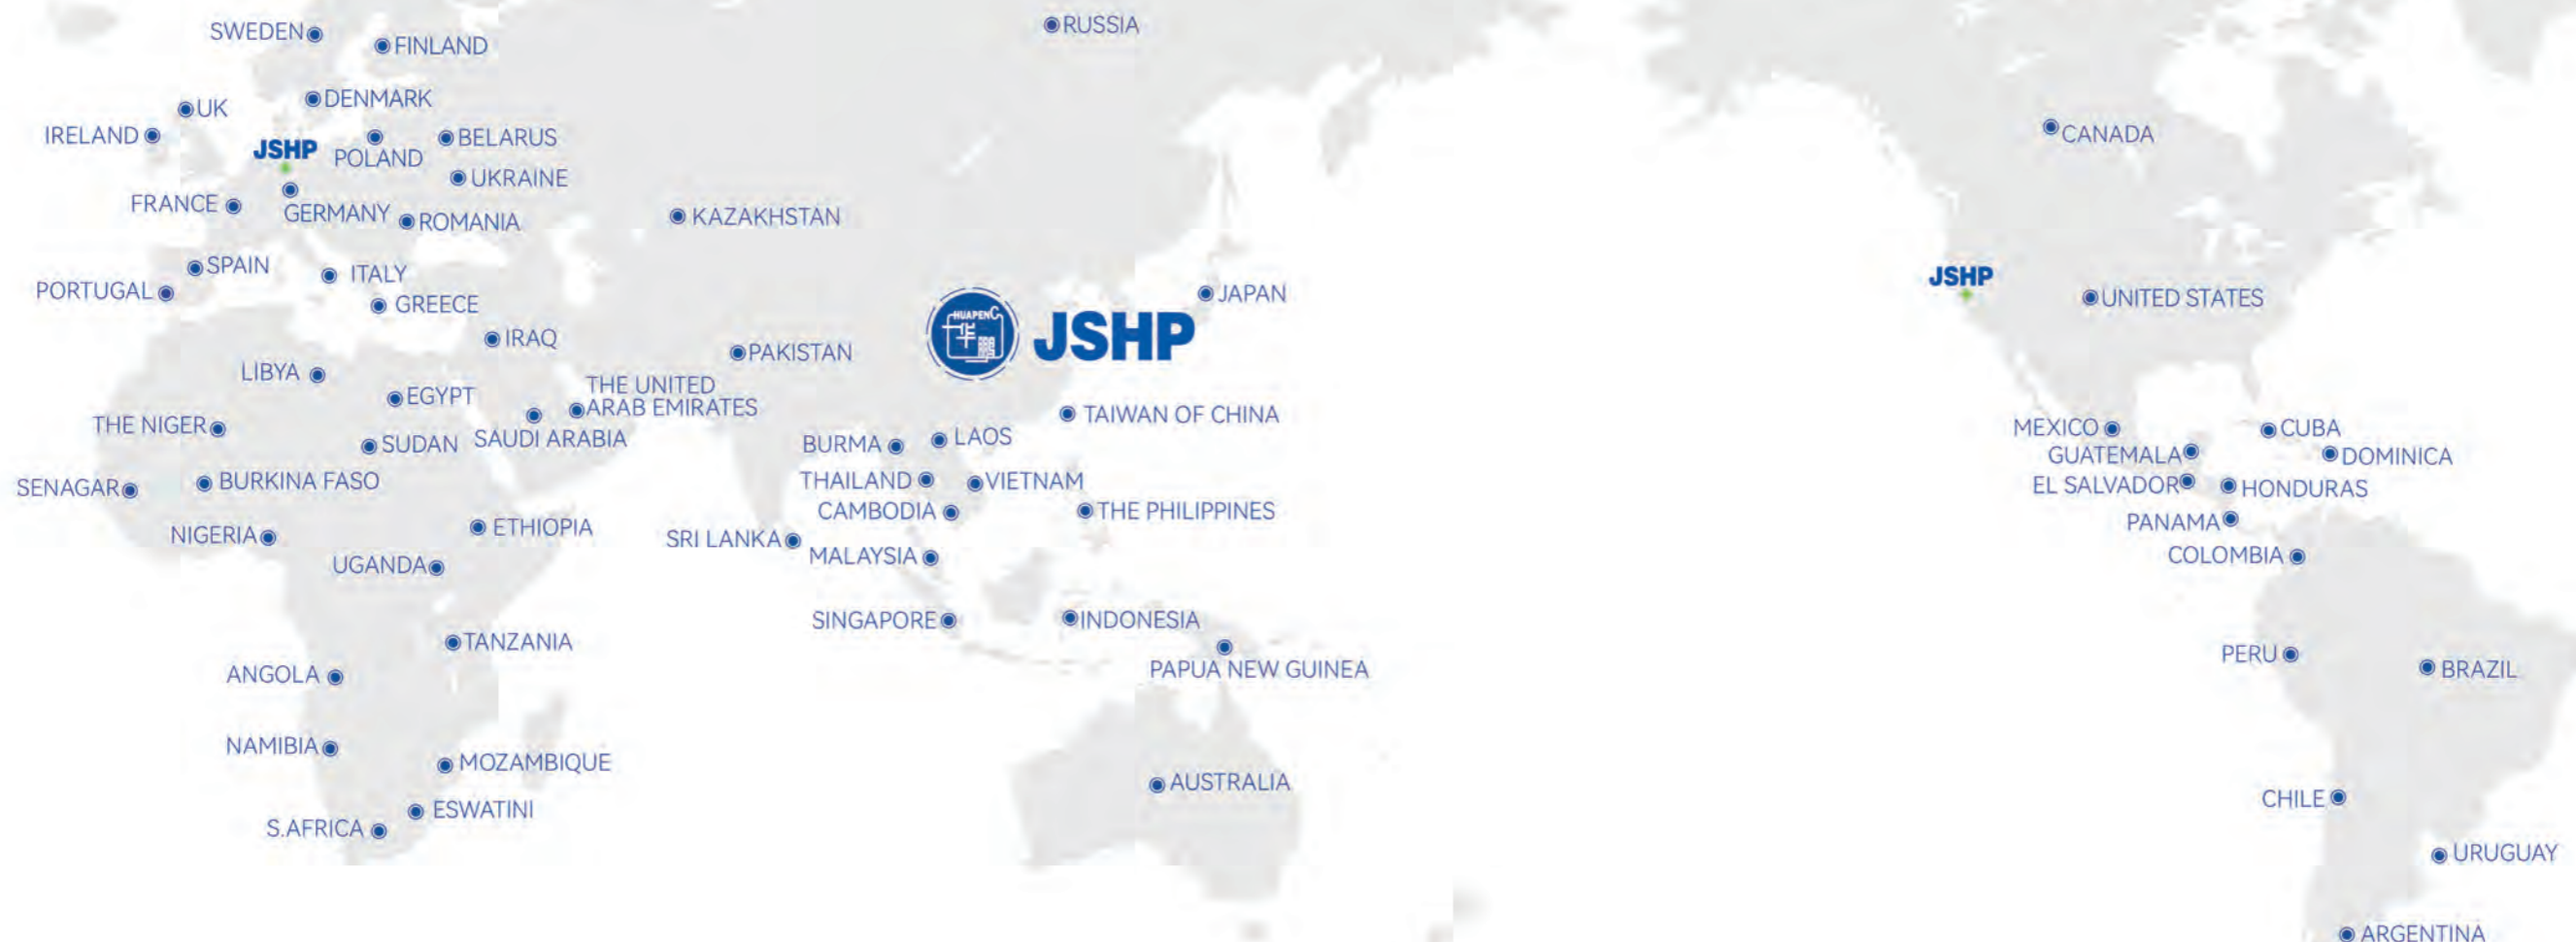 SWEDEN
FINLAND
RUSSIA
DENMARK
UK
IRELAND
JSHP
POLAND
BELARUS
UKRAINE
FRANCE
GERMANY
ROMANIA
KAZAKHSTAN
SPAIN
ITALY
PORTUGAL
GREECE
IRAQ
PAKISTAN
HUAPENG
JSHP
JAPAN
LIBYA
EGYPT
THE UNITED
ARAB EMIRATES
SAUDI ARABIA
THE NIGER
SUDAN
SENAGAR
BURKINA FASO
NIGERIA
ETHIOPIA
UGANDA
TANZANIA
ANGOLA
NAMIBIA
MOZAMBIQUE
ESWATINI
S.AFRICA
TAIWAN OF CHINA
BURMA
LAOS
THAILAND
VIETNAM
CAMBODIA
THE PHILIPPINES
SRI LANKA
MALAYSIA
SINGAPORE
INDONESIA
PAPUA NEW GUINEA
AUSTRALIA
CANADA
JSHP
UNITED STATES
MEXICO
CUBA
GUATEMALA
DOMINICA
EL SALVADOR
HONDURAS
PANAMA
COLOMBIA
PERU
BRAZIL
CHILE
URUGUAY
ARGENTINA